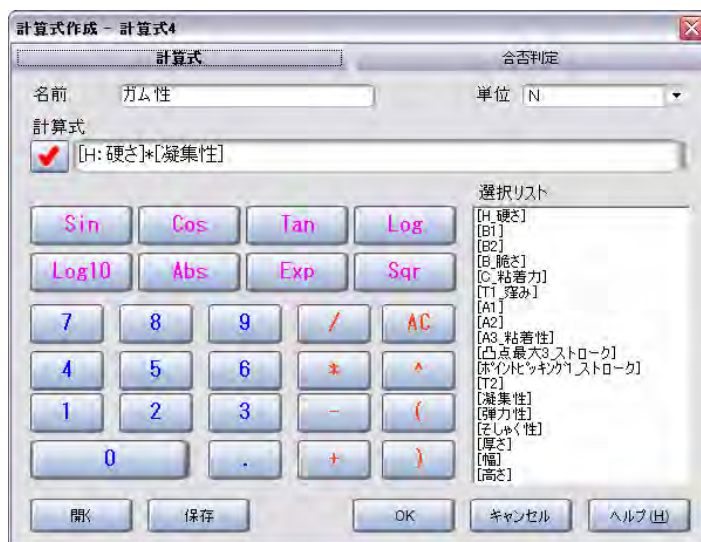 計算式作成 - 計算式4
計算式 合否判定
名前 ガム性 単位 N
計算式
[H:硬さ]*[凝集性]
選択リスト
Sin Cos Tan Log
Log10 Abs Exp Sqr
7 8 9 / AC
4 5 6 * ^
1 2 3 - (
0 . + )
[H_硬さ]
[B1]
[B2]
[B_脆さ]
[C_粘着力]
[T1_窪み]
[A1]
[A2]
[A3_粘着性]
[凸点最大3_ストローク]
[ポイントピッキング1_ストローク]
[T2]
[凝集性]
[弾力性]
[そしゃく性]
[厚さ]
[幅]
[高さ]
開く 保存 OK キャンセル ヘルプ(H)